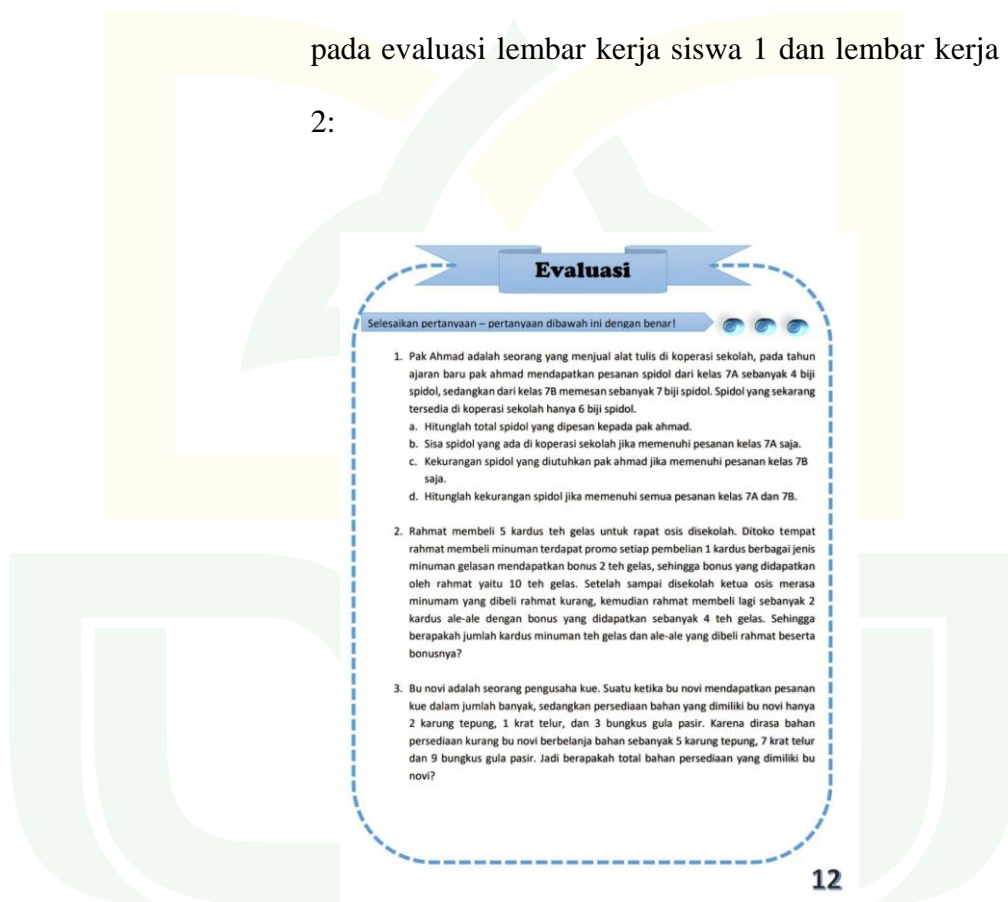 pada evaluasi lembar kerja siswa 1 dan lembar kerja
2:
Evaluasi
Selesaikan pertanyaan – pertanyaan dibawah ini dengan benar!
1. Pak Ahmad adalah seorang yang menjual alat tulis di koperasi sekolah, pada tahun
ajaran baru pak ahmad mendapatkan pesanan spidol dari kelas 7A sebanyak 4 biji
spidol, sedangkan dari kelas 7B memesan sebanyak 7 biji spidol. Spidol yang sekarang
tersedia di koperasi sekolah hanya 6 biji spidol.
a. Hitunglah total spidol yang dipesan kepada pak ahmad.
b. Sisa spidol yang ada di koperasi sekolah jika memenuhi pesanan kelas 7A saja.
c. Kekurangan spidol yang diutuhkan pak ahmad jika memenuhi pesanan kelas 7B
saja.
d. Hitunglah kekurangan spidol jika memenuhi semua pesanan kelas 7A dan 7B.
2. Rahmat membeli 5 kardus teh gelas untuk rapat osis disekolah. Ditoko tempat
rahmat membeli minuman terdapat promo setiap pembelian 1 kardus berbagai jenis
minuman gelasan mendapatkan bonus 2 teh gelas, sehingga bonus yang didapatkan
oleh rahmat yaitu 10 teh gelas. Setelah sampai disekolah ketua osis merasa
minumam yang dibeli rahmat kurang, kemudian rahmat membeli lagi sebanyak 2
kardus ale-ale dengan bonus yang didapatkan sebanyak 4 teh gelas. Sehingga
berapakah jumlah kardus minuman teh gelas dan ale-ale yang dibeli rahmat beserta
bonusnya?
3. Bu novi adalah seorang pengusaha kue. Suatu ketika bu novi mendapatkan pesanan
kue dalam jumlah banyak, sedangkan persediaan bahan yang dimiliki bu novi hanya
2 karung tepung, 1 krat telur, dan 3 bungkus gula pasir. Karena dirasa bahan
persediaan kurang bu novi berbelanja bahan sebanyak 5 karung tepung, 7 krat telur
dan 9 bungkus gula pasir. Jadi berapakah total bahan persediaan yang dimiliki bu
novi?
12